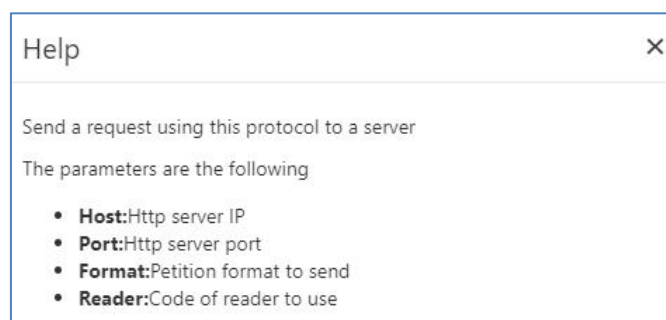 Help
Send a request using this protocol to a server
The parameters are the following
• Host:Http server IP
• Port:Http server port
• Format:Petition format to send
• Reader:Code of reader to use